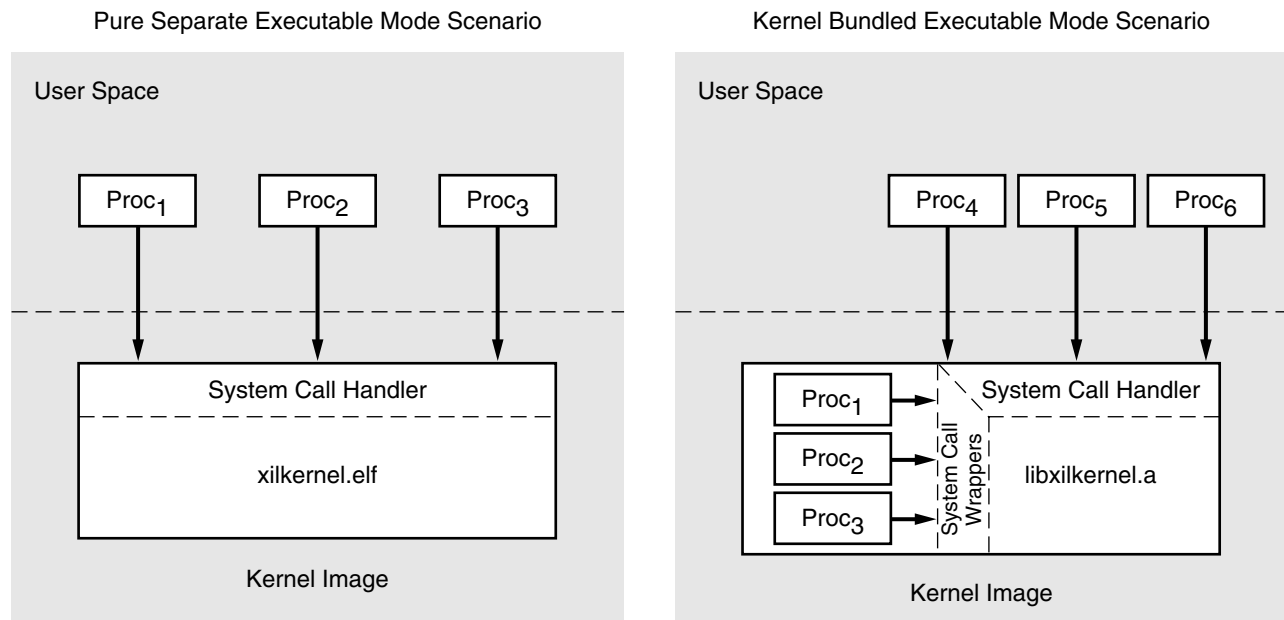 Pure Separate Executable Mode Scenario
User Space
Proc1
Proc2
Proc3
System Call Handler
xilkernel.elf
Kernel Image
Kernel Bundled Executable Mode Scenario
User Space
Proc4
Proc5
Proc6
Proc1
Proc2
Proc3
System Call
Wrappers
System Call Handler
libxilkernel.a
Kernel Image